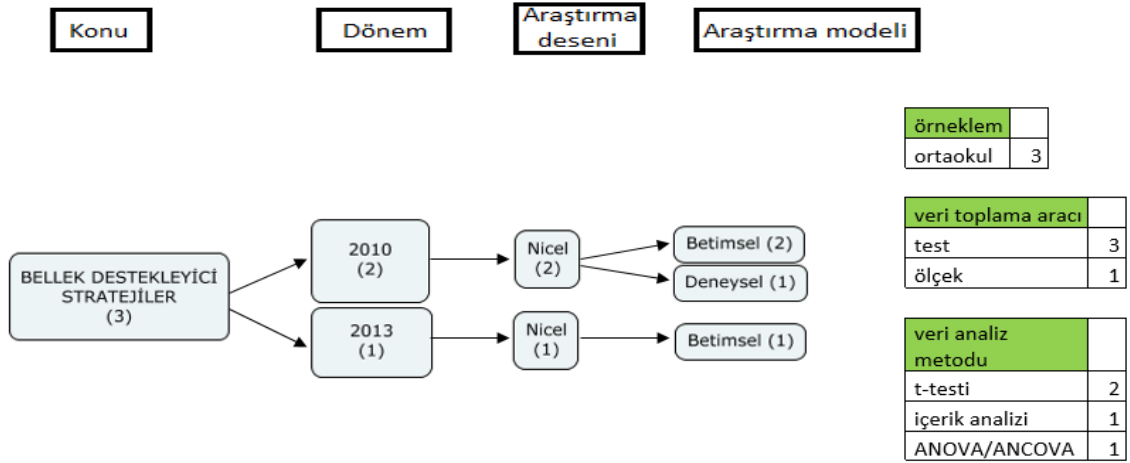 Konu
Dönem
Araştırma
deseni
Araştırma modeli
BELLEK DESTEKLEYİCİ
STRATEJİLER
(3)
2010
(2)
2013
(1)
Nicel
(2)
Nicel
(1)
Betimsel (2)
Deneysel (1)
Betimsel (1)
örneklem
ortaokul 3
veri toplama aracı
test 3
ölçek 1
veri analiz
metodu
t-testi 2
içerik analizi 1
ANOVA/ANCOVA 1